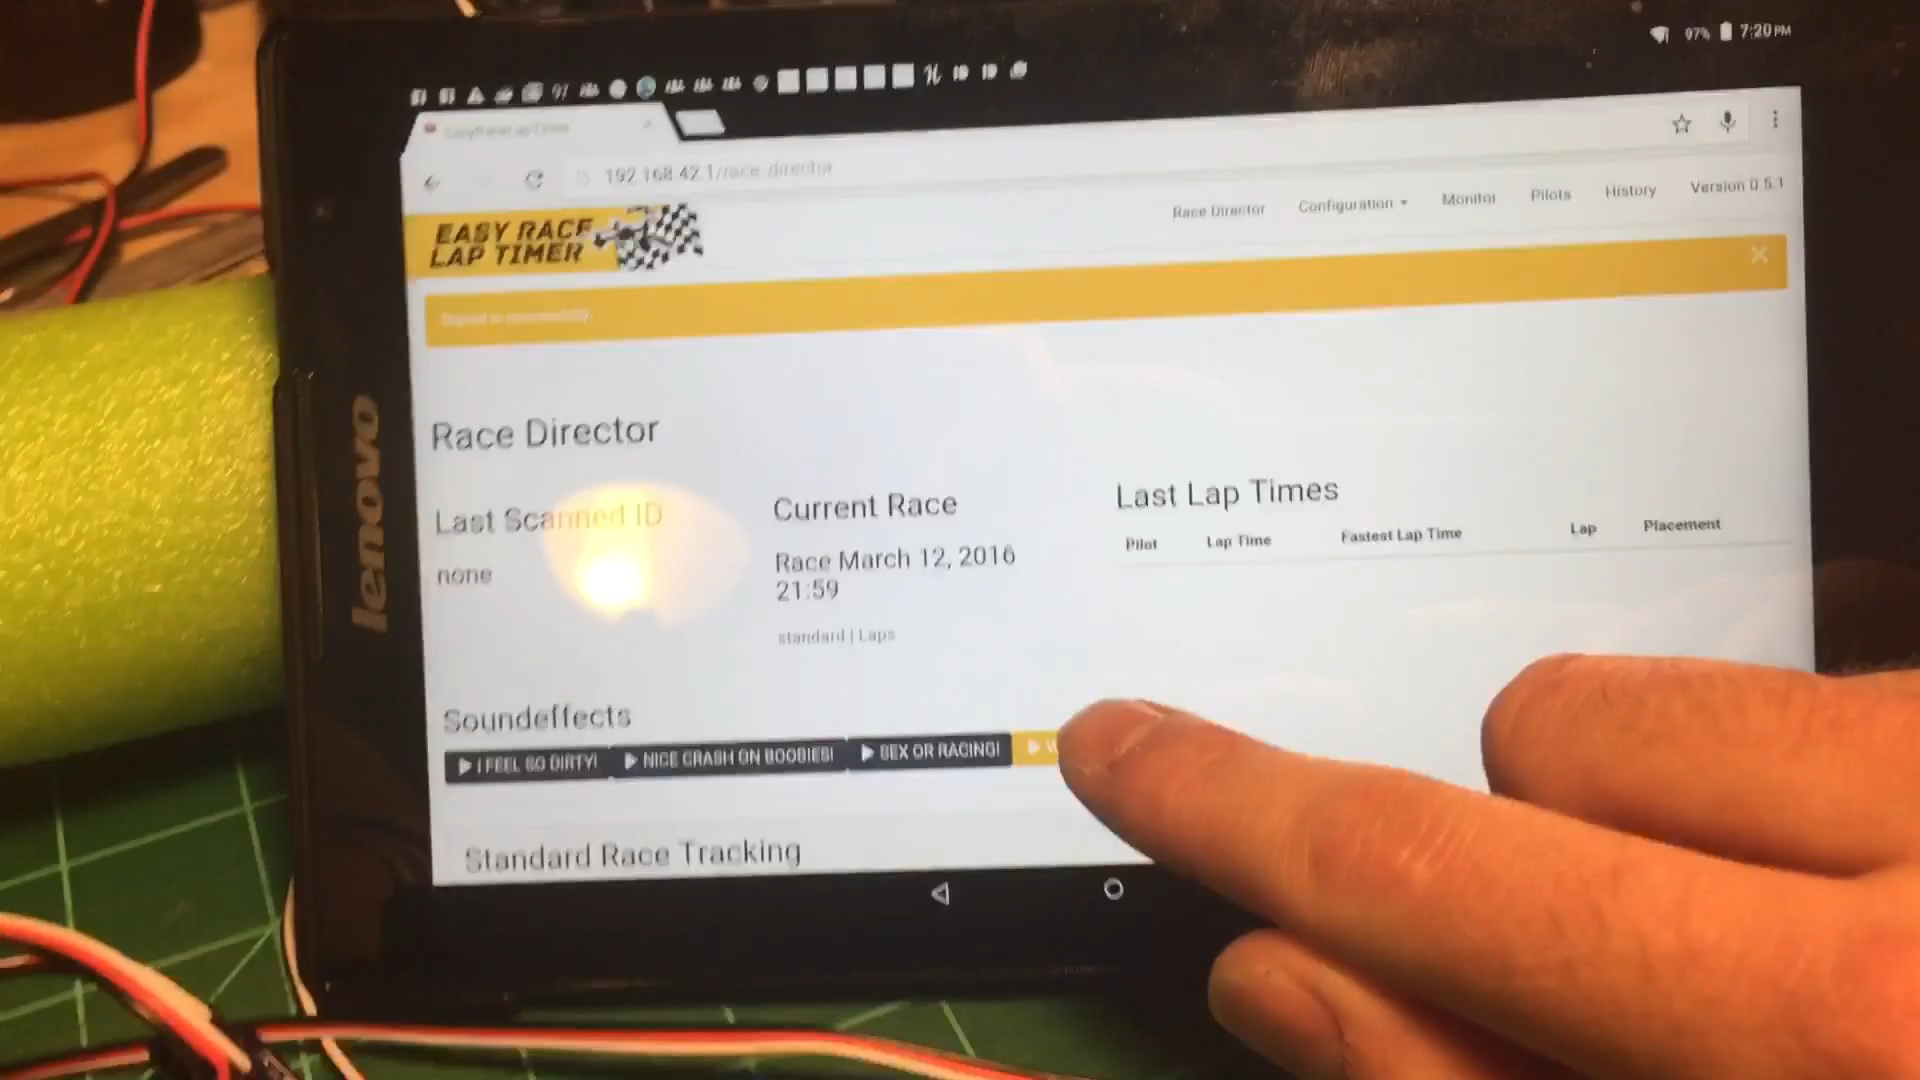 97% 7:20 PM
EasyRaceLapTimer
192.168.42.1/race_director
EASY RACE
LAP TIMER
Race Director Configuration Monitor Pilots History Version 0.5.1
successfully
Race Director
Last Scanned ID
none
Current Race
Race March 12, 2016
21:59
standard | Laps
Last Lap Times
Pilot Lap Time Fastest Lap Time Lap Placement
Soundeffects
I FEEL SO DIRTY! NICE CRASH ON BOOBIES! SEX OR RACING!
Standard Race Tracking
lenovo